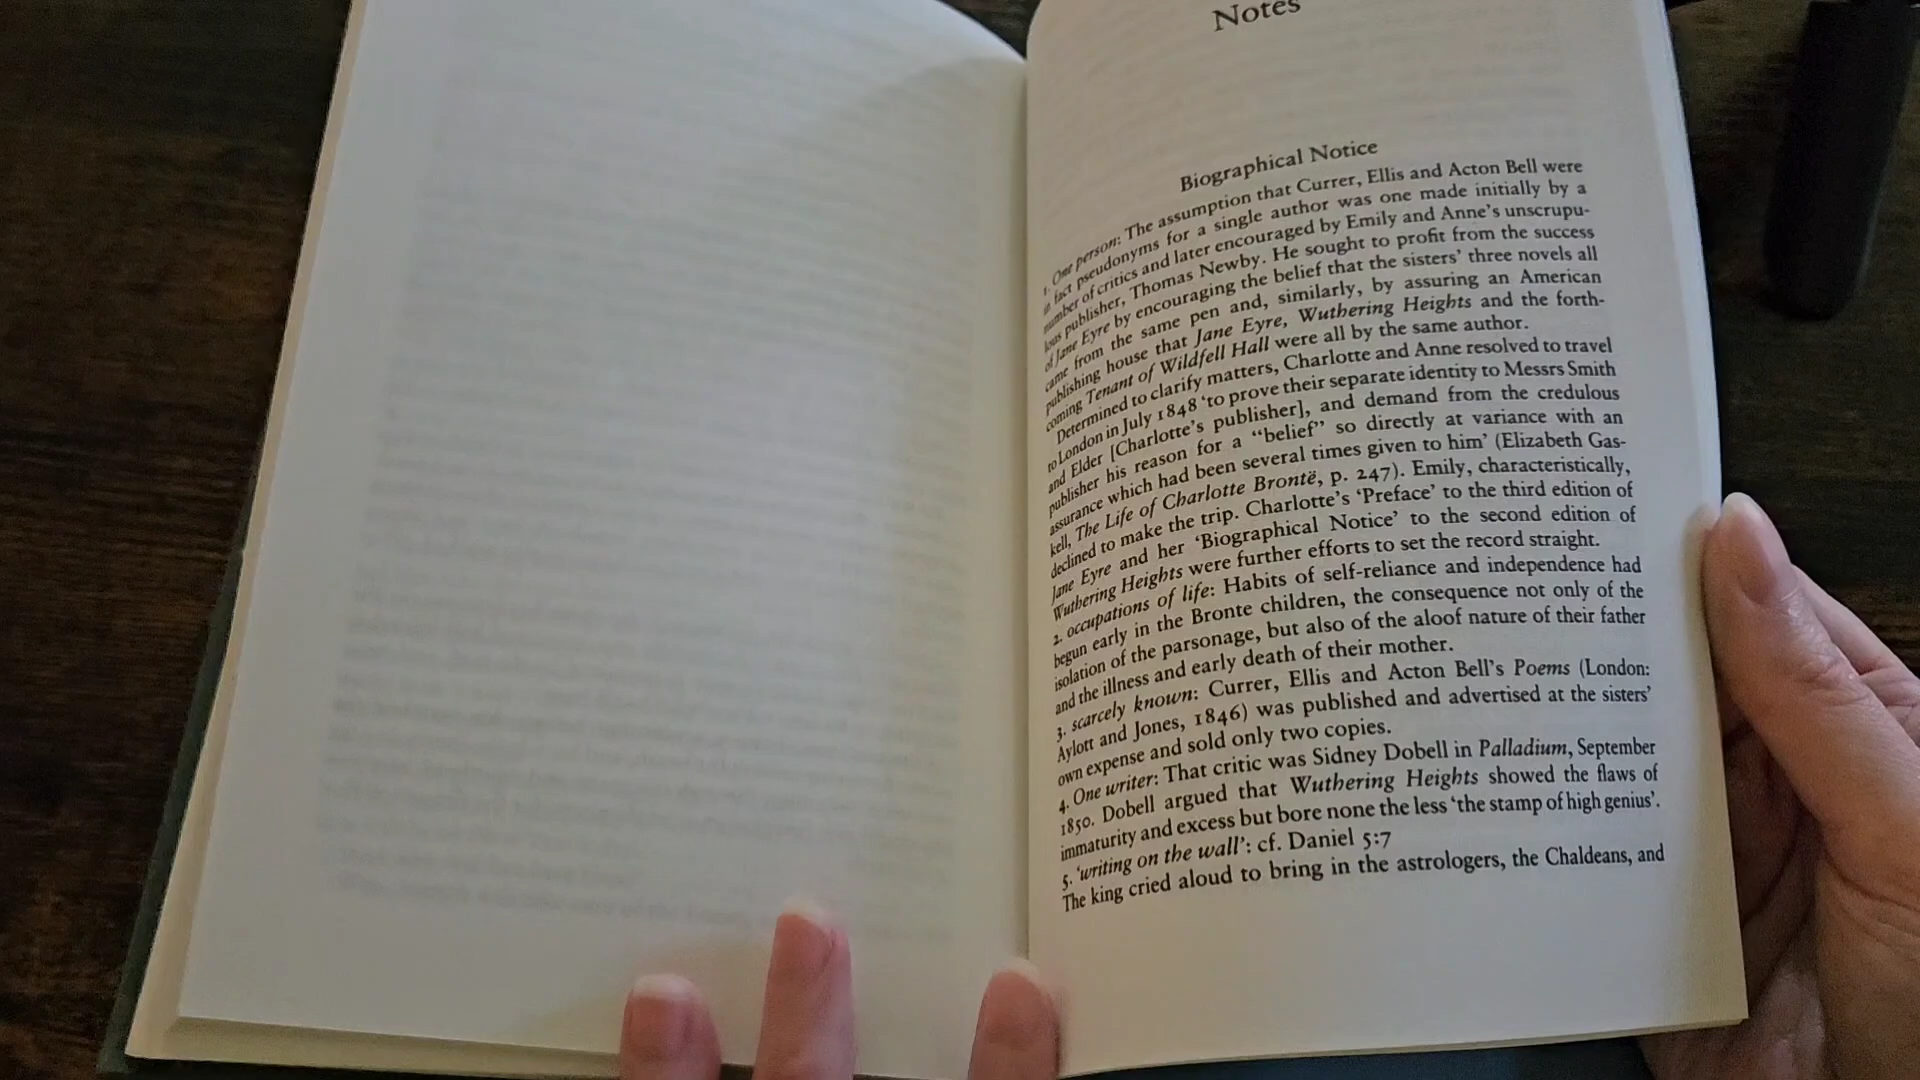 Notes
Biographical Notice
1. One person: The assumption that Currer, Ellis and Acton Bell were
in fact pseudonyms for a single author was one made initially by a
number of critics and later encouraged by Emily and Anne's unscrupu-
lous publisher, Thomas Newby. He sought to profit from the success
of Jane Eyre by encouraging the belief that the sisters' three novels all
came from the same pen and, similarly, by assuring an American
publishing house that Jane Eyre, Wuthering Heights and the forth-
coming Tenant of Wildfell Hall were all by the same author.
Determined to clarify matters, Charlotte and Anne resolved to travel
to London in July 1848 'to prove their separate identity to Messrs Smith
and Elder [Charlotte's publisher], and demand from the credulous
publisher his reason for a “belief” so directly at variance with an
assurance which had been several times given to him' (Elizabeth Gas-
kell, The Life of Charlotte Brontë, p. 247). Emily, characteristically,
declined to make the trip. Charlotte's 'Preface' to the third edition of
Jane Eyre and her 'Biographical Notice' to the second edition of
Wuthering Heights were further efforts to set the record straight.
2. occupations of life: Habits of self-reliance and independence had
begun early in the Bronte children, the consequence not only of the
isolation of the parsonage, but also of the aloof nature of their father
and the illness and early death of their mother.
3. scarcely known: Currer, Ellis and Acton Bell's Poems (London:
Aylott and Jones, 1846) was published and advertised at the sisters'
own expense and sold only two copies.
4. One writer: That critic was Sidney Dobell in Palladium, September
1850. Dobell argued that Wuthering Heights showed the flaws of
immaturity and excess but bore none the less 'the stamp of high genius'.
5. 'writing on the wall': cf. Daniel 5:7
The king cried aloud to bring in the astrologers, the Chaldeans, and